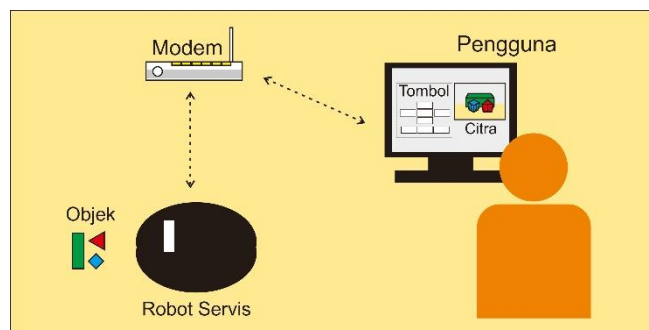 Modem
Pengguna
Tombol
Citra
Objek
Robot Servis